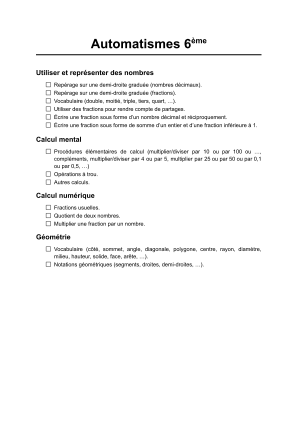 Automatismes 6ème
Utiliser et représenter des nombres
☐ Repérage sur une demi-droite graduée (nombres décimaux).
☐ Repérage sur une demi-droite graduée (fractions).
☐ Vocabulaire (double, moitié, triple, tiers, quart, …).
☐ Utiliser des fractions pour rendre compte de partages.
☐ Écrire une fraction sous forme d'un nombre décimal et réciproquement.
☐ Écrire une fraction sous forme de somme d'un entier et d'une fraction inférieure à 1.
Calcul mental
☐ Procédures élémentaires de calcul (multiplier/diviser par 10 ou par 100 ou …,
compléments, multiplier/diviser par 4 ou par 5, multiplier par 25 ou par 50 ou par 0,1
ou par 0,5, …)
☐ Opérations à trou.
☐ Autres calculs.
Calcul numérique
☐ Fractions usuelles.
☐ Quotient de deux nombres.
☐ Multiplier une fraction par un nombre.
Géométrie
☐ Vocabulaire (côté, sommet, angle, diagonale, polygone, centre, rayon, diamètre,
milieu, hauteur, solide, face, arête, …).
☐ Notations géométriques (segments, droites, demi-droites, …).